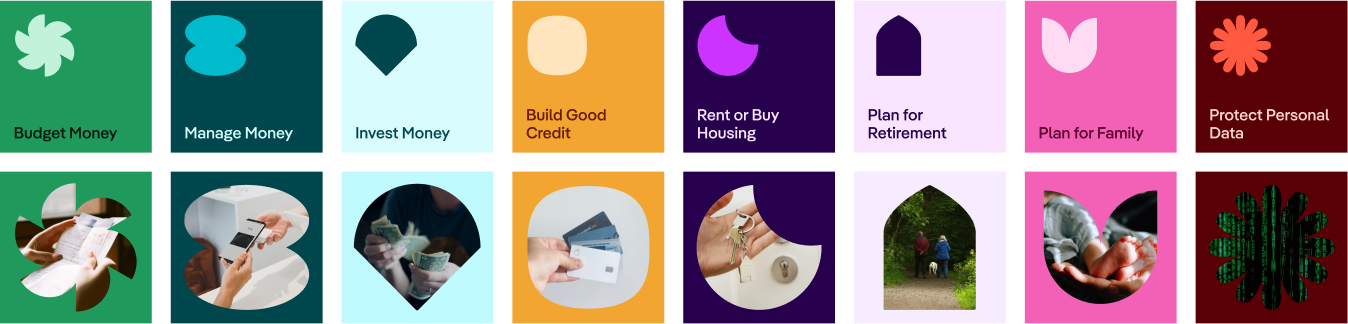 Budget Money
Manage Money
Invest Money
Build Good
Credit
Rent or Buy
Housing
Plan for
Retirement
Plan for Family
Protect Personal
Data